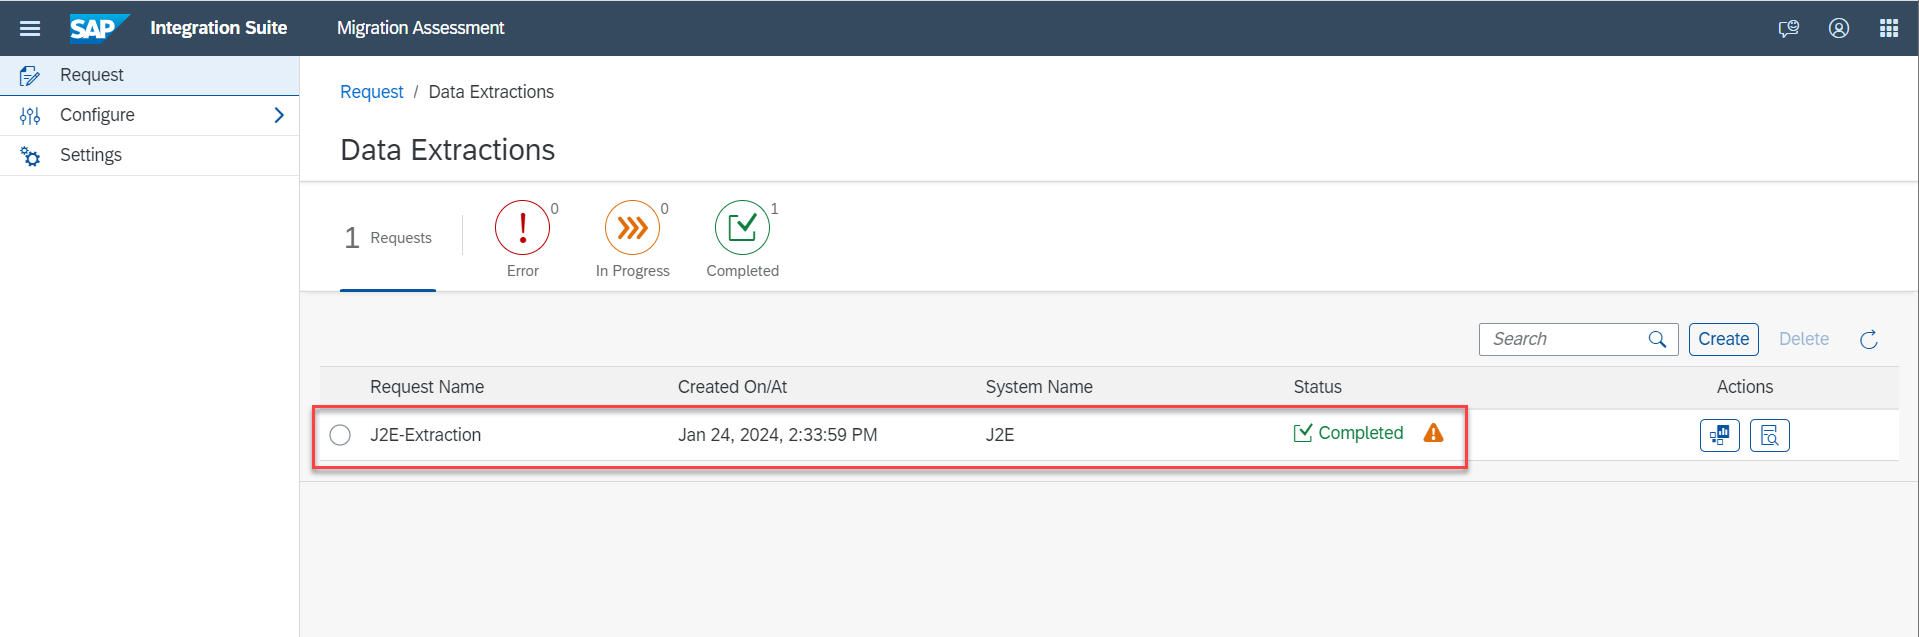 SAP Integration Suite Migration Assessment
Request
Configure
Settings
Request / Data Extractions
Data Extractions
1 Requests
0
Error
0
In Progress
1
Completed
Search Create Delete
Request Name Created On/At System Name Status Actions
J2E-Extraction Jan 24, 2024, 2:33:59 PM J2E Completed